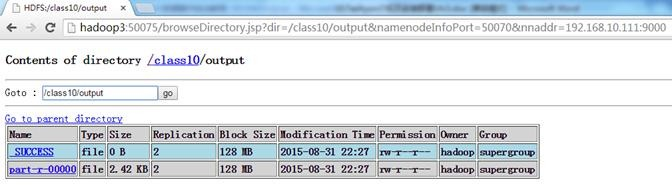 HDFS:/class10/output
hadoop3:50075/browseDirectory.jsp?dir=/class10/output&namenodeInfoPort=50070&nnaddr=192.168.10.111:9000
Contents of directory /class10/output
Goto : /class10/output go
Go to parent directory
Name Type Size Replication Block Size Modification Time Permission Owner Group
_SUCCESS file 0 B 2 128 MB 2015-08-31 22:27 rw-r--r-- hadoop supergroup
part-r-00000 file 2.42 KB 2 128 MB 2015-08-31 22:27 rw-r--r-- hadoop supergroup